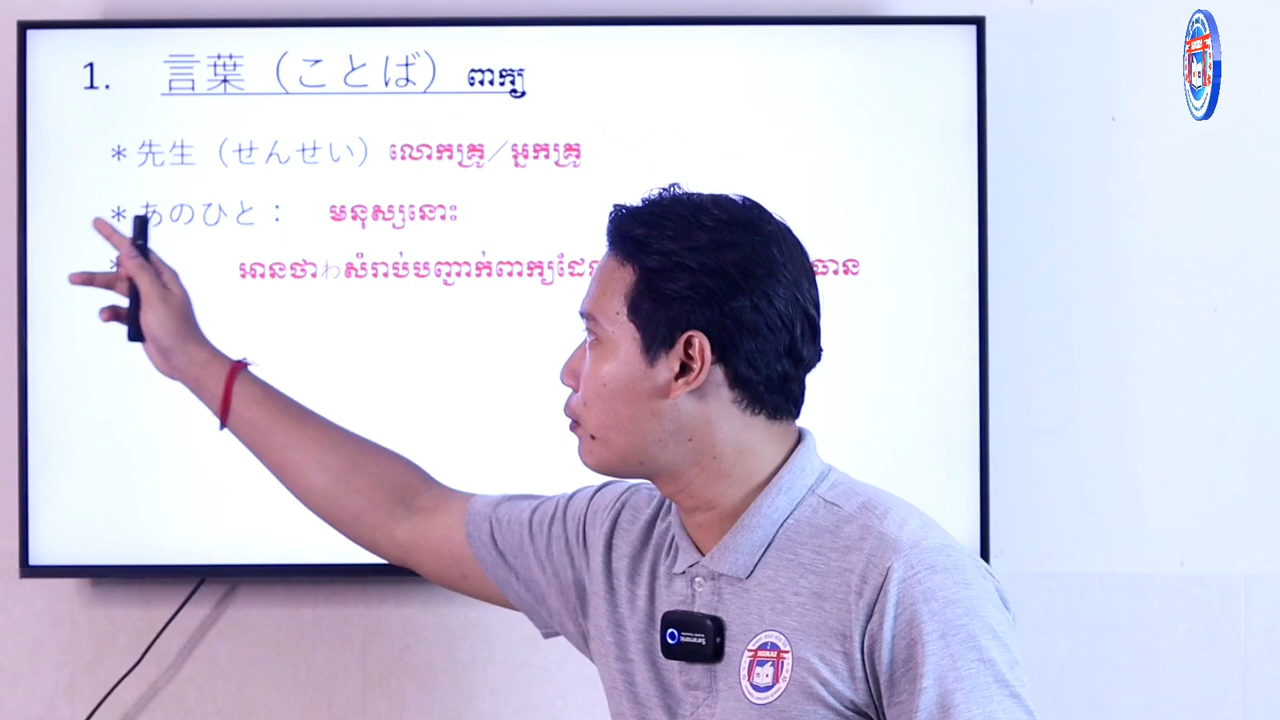 1. 言葉（ことば）ពាក្យ
＊先生（せんせい）លោកគ្រូ／អ្នកគ្រូ
＊あのひと： មនុស្សនោះ
អានថាわសំរាប់បញ្ជាក់ពាក្យដែល
Saramonic